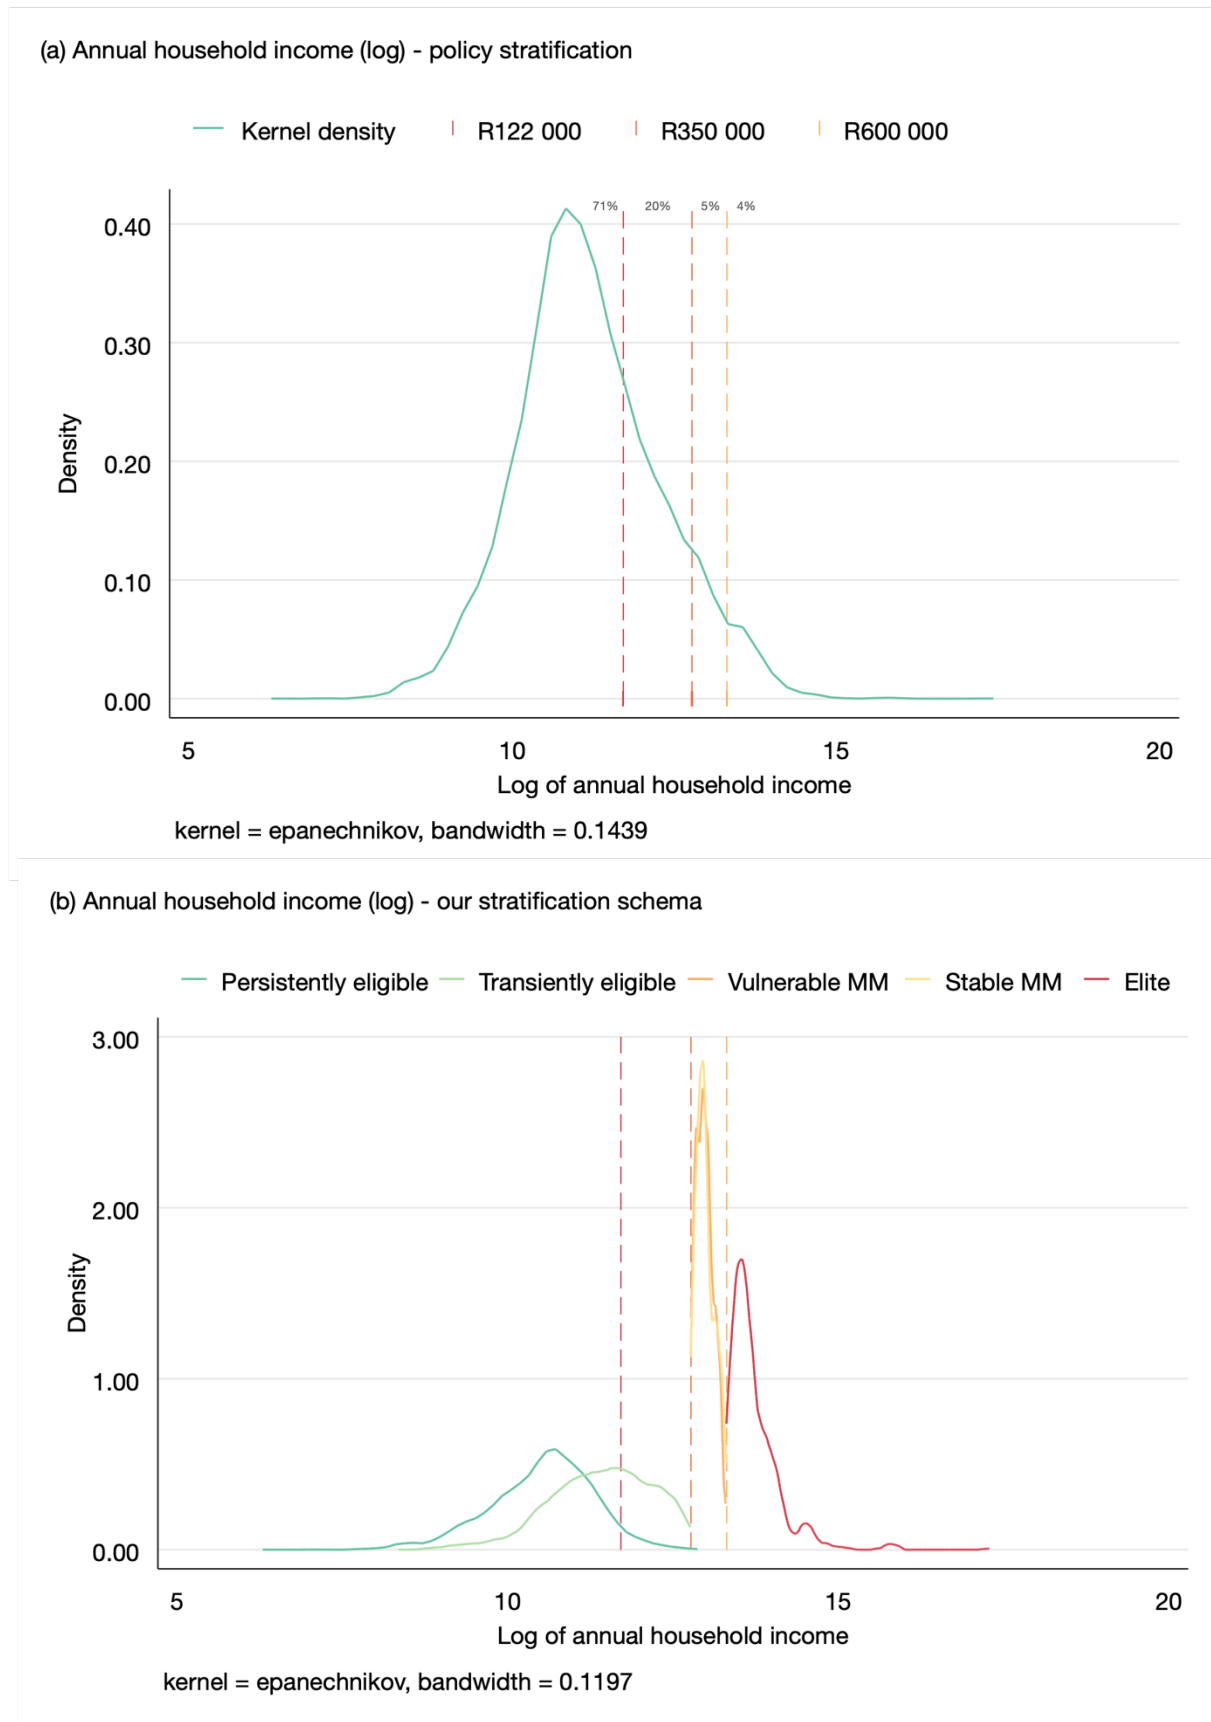 (a) Annual household income (log) - policy stratification
Kernel density R122 000 R350 000 R600 000
71% 20% 5% 4%
0.40
0.30
0.20
0.10
0.00
Density
5 10 15 20
Log of annual household income
kernel = epanechnikov, bandwidth = 0.1439
(b) Annual household income (log) - our stratification schema
Persistently eligible Transiently eligible Vulnerable MM Stable MM Elite
3.00
2.00
1.00
0.00
Density
5 10 15 20
Log of annual household income
kernel = epanechnikov, bandwidth = 0.1197